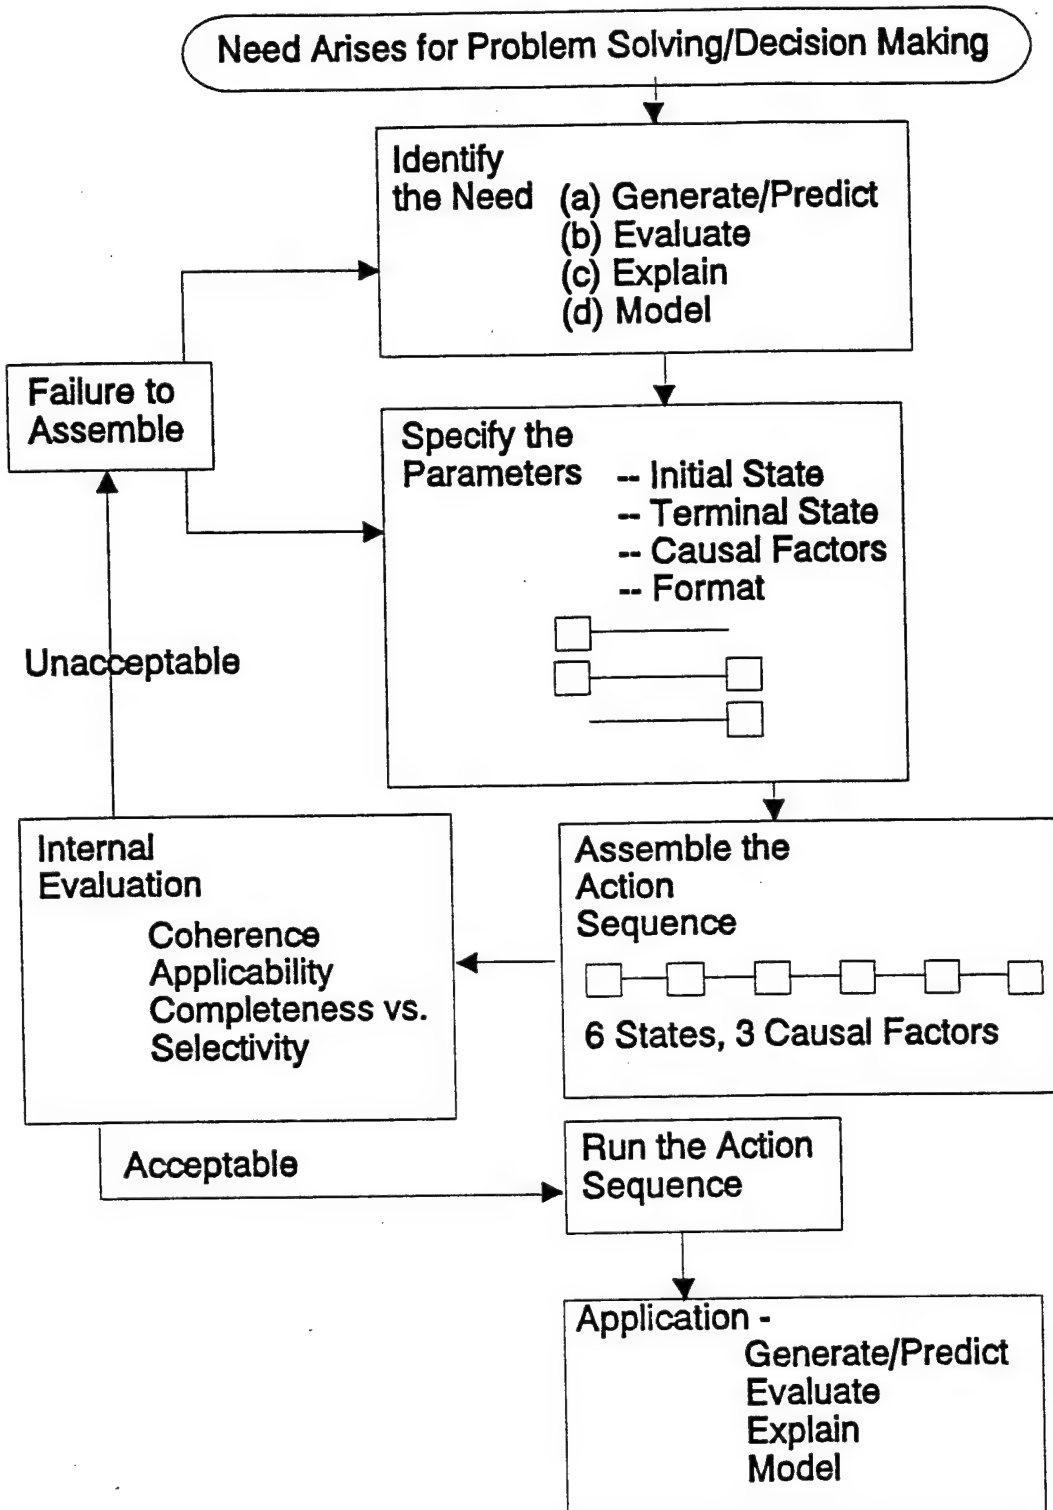 Need Arises for Problem Solving/Decision Making
Identify
the Need (a) Generate/Predict
(b) Evaluate
(c) Explain
(d) Model
Failure to
Assemble
Specify the
Parameters -- Initial State
-- Terminal State
-- Causal Factors
-- Format
Unacceptable
Internal
Evaluation
Coherence
Applicability
Completeness vs.
Selectivity
Assemble the
Action
Sequence
6 States, 3 Causal Factors
Acceptable
Run the Action
Sequence
Application -
Generate/Predict
Evaluate
Explain
Model